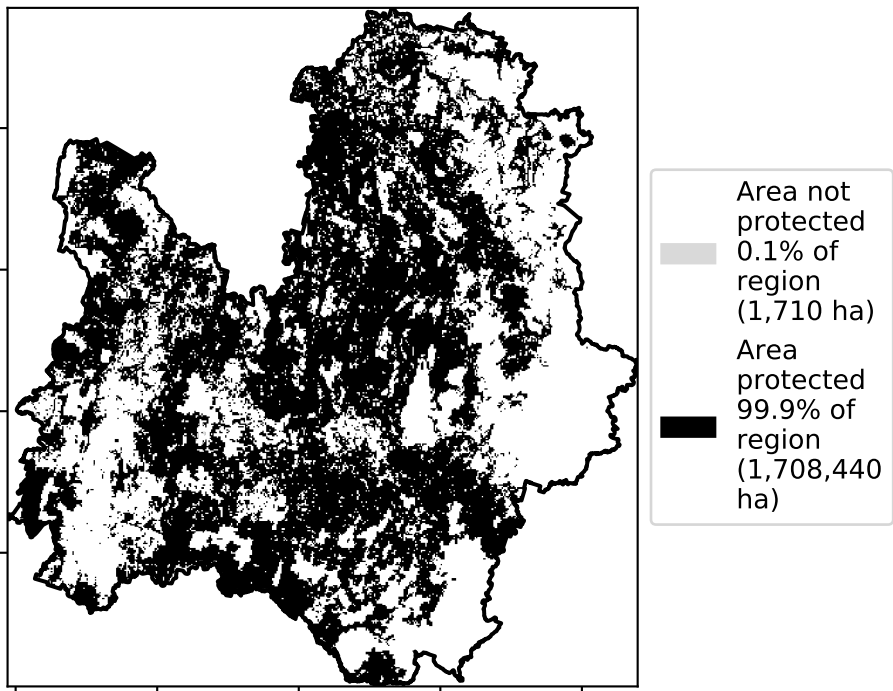 Area not
protected
0.1% of
region
(1,710 ha)
Area
protected
99.9% of
region
(1,708,440
ha)